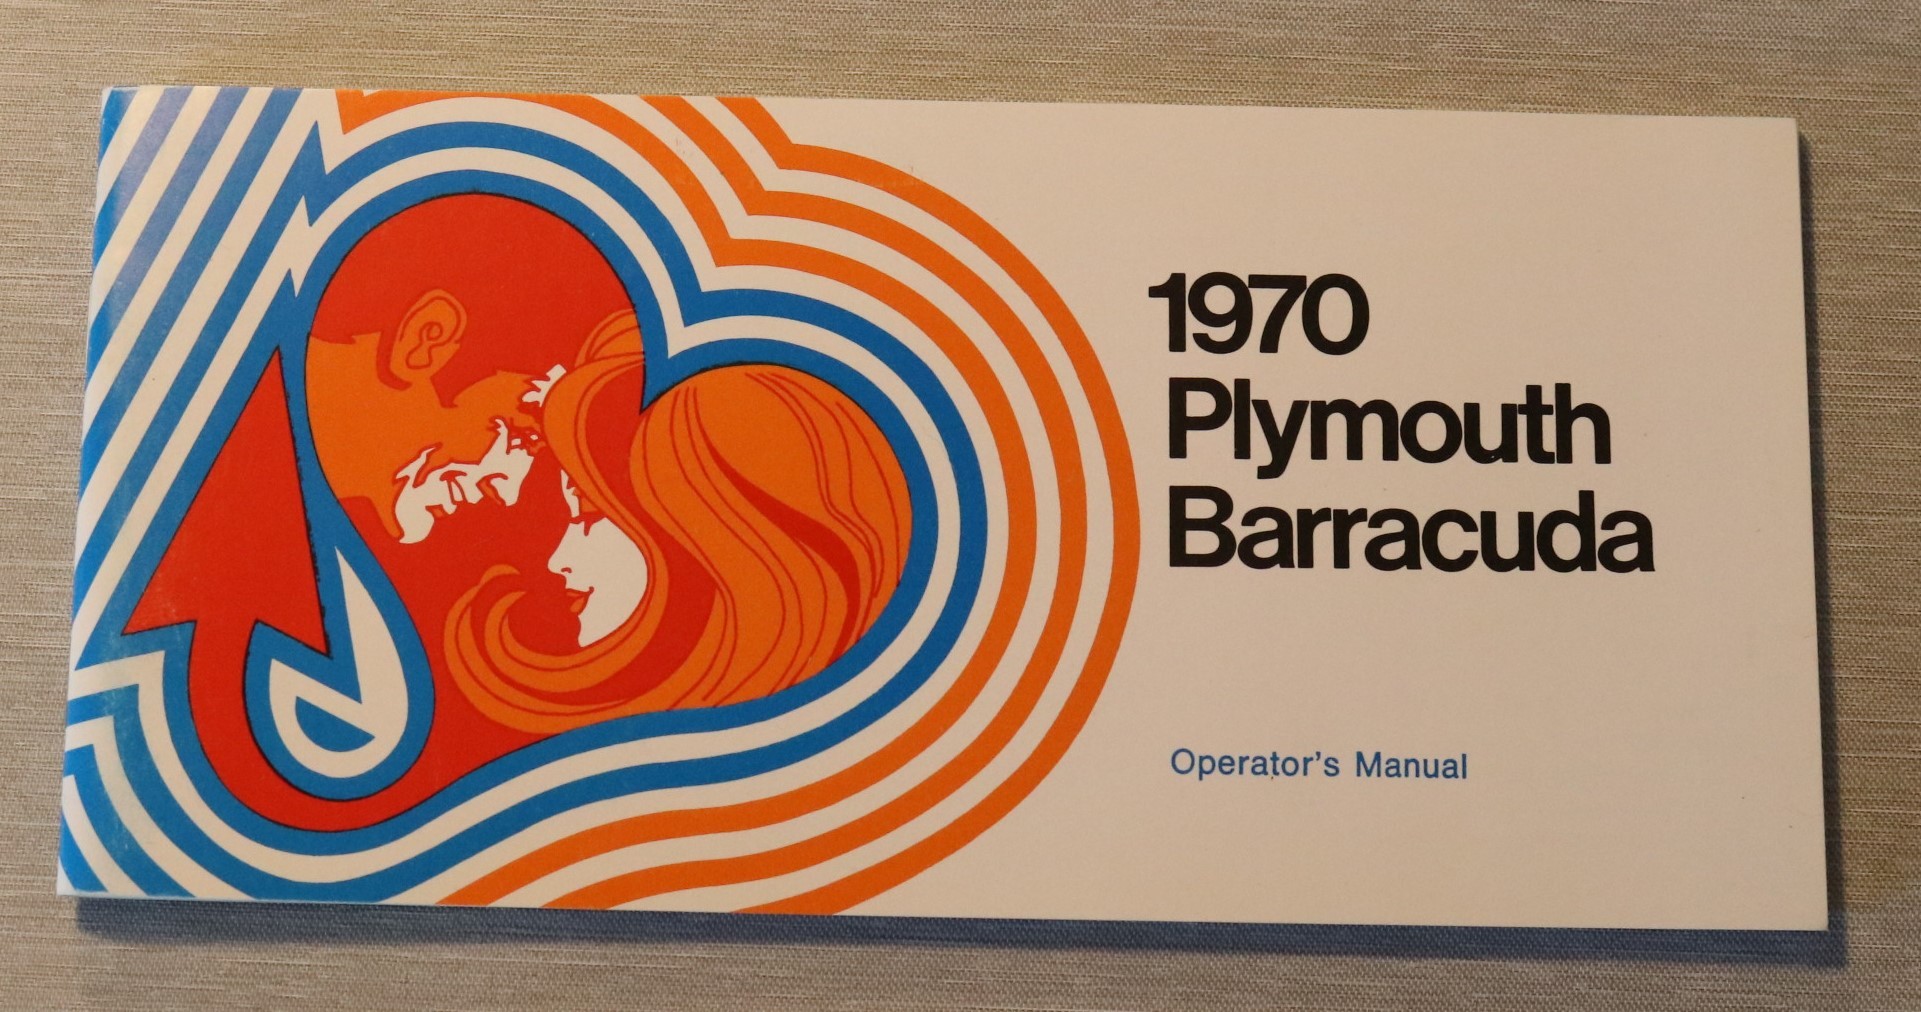 1970
Plymouth
Barracuda
Operator's Manual